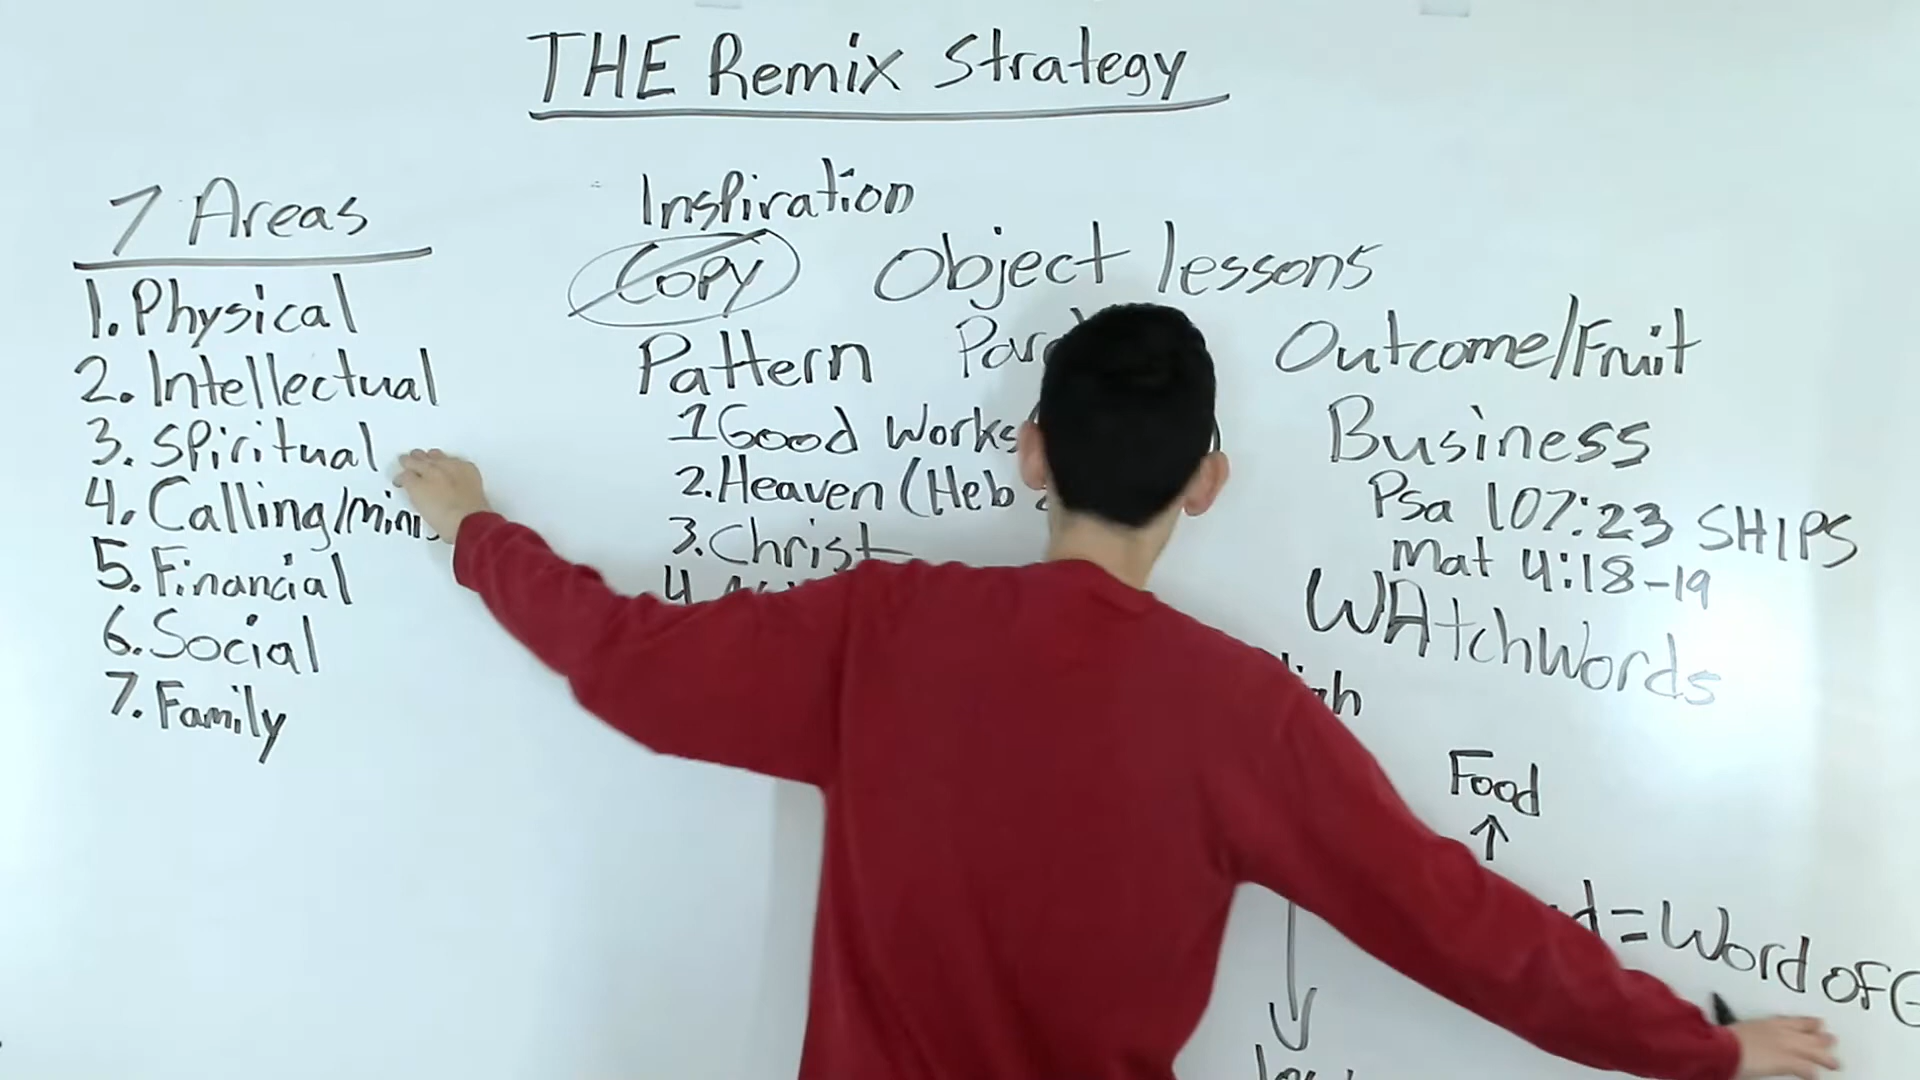 THE Remix Strategy
7 Areas
1. Physical
2. Intellectual
3. Spiritual
4. Calling/mini
5. Financial
6. Social
7. Family
Inspiration
Copy
Object lessons
Pattern
1 Good Works
2. Heaven (Heb
3. Christ
4.
Outcome/Fruit
Business
Psa 107:23 SHIPS
Mat 4:18-19
WAtchWords
Food
= Word of G